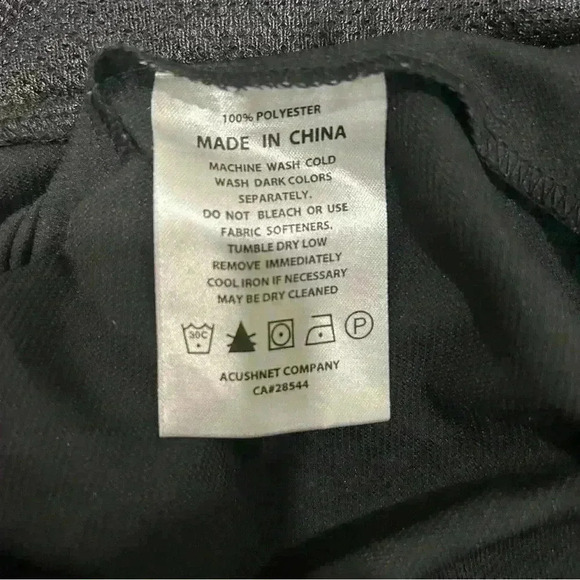 100% POLYESTER
MADE IN CHINA
MACHINE WASH COLD
WASH DARK COLORS
SEPARATELY.
DO NOT BLEACH OR USE
FABRIC SOFTENERS.
TUMBLE DRY LOW
REMOVE IMMEDIATELY
COOL IRON IF NECESSARY
MAY BE DRY CLEANED
30C P
ACUSHNET COMPANY
CA#28544